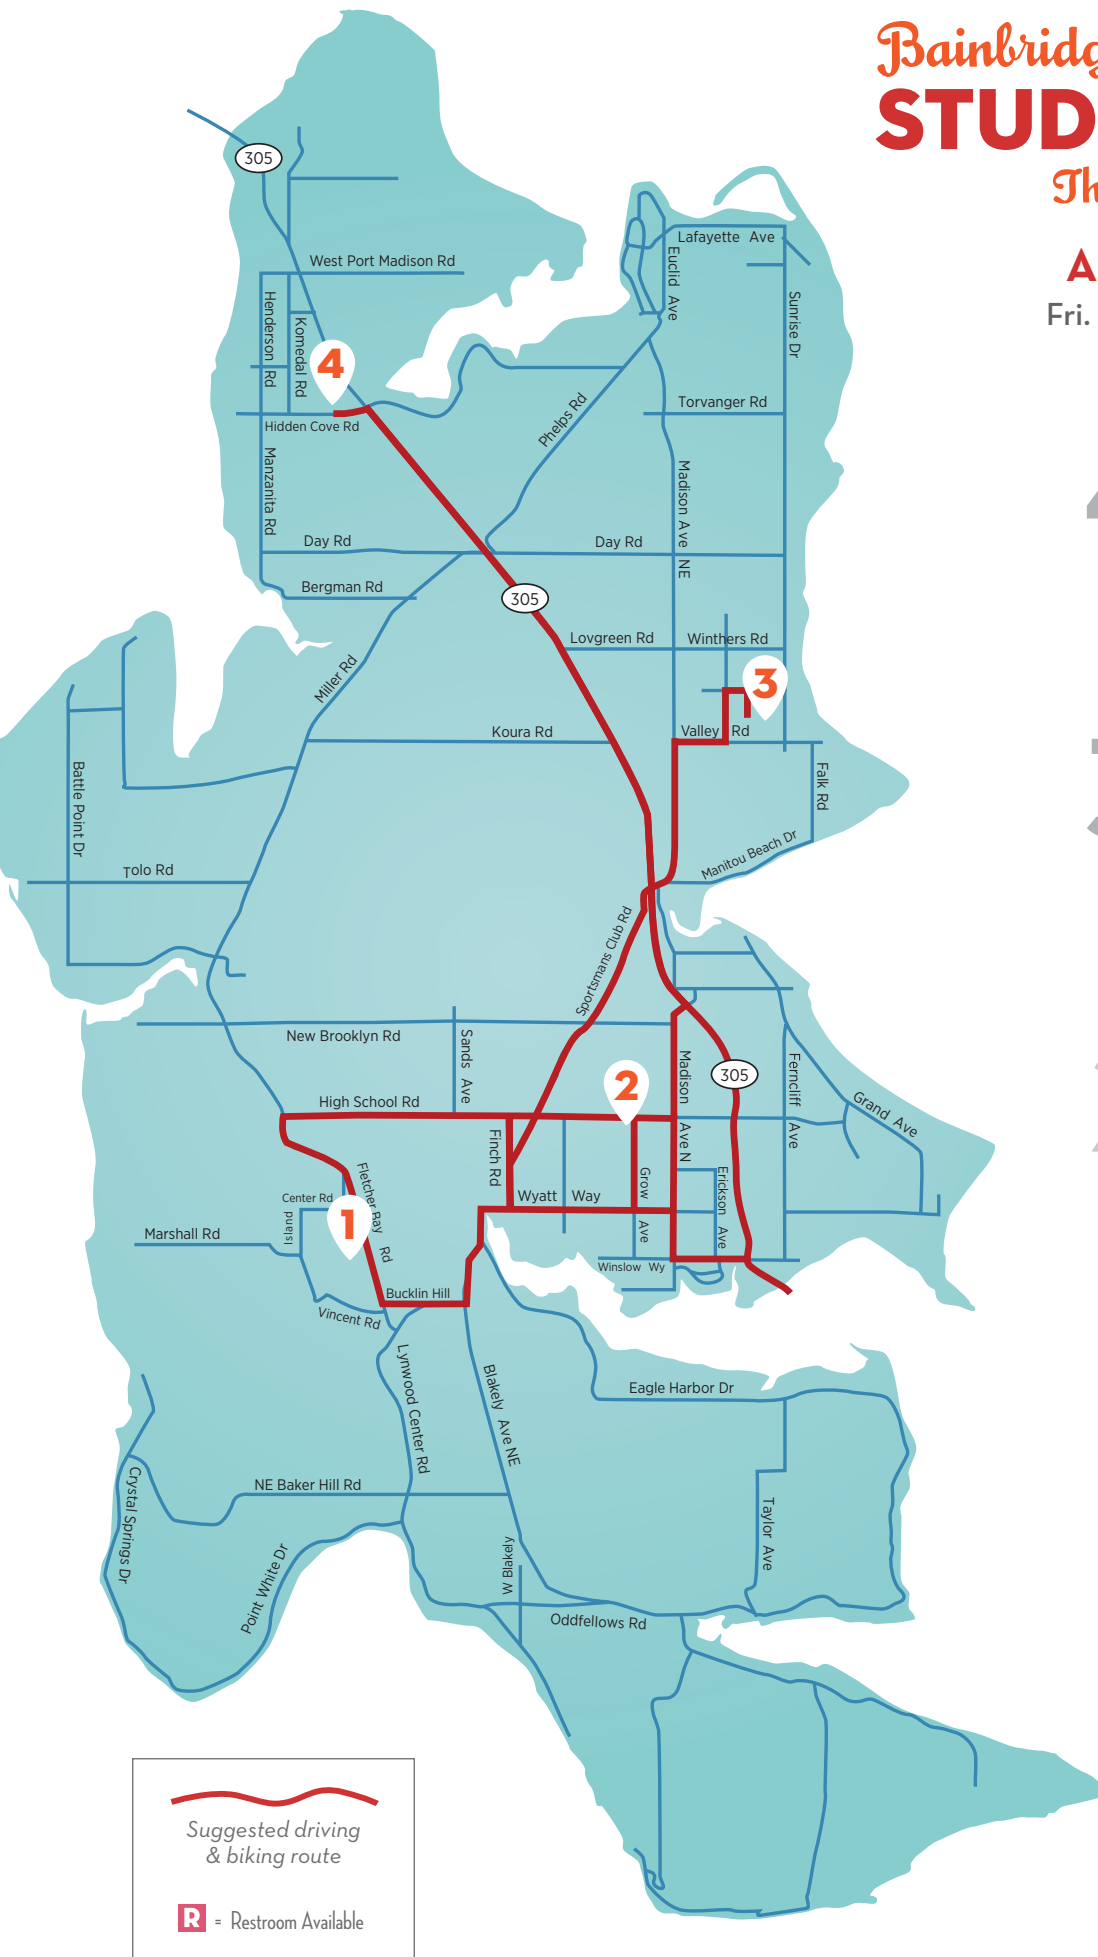 Bainbridg
STUD
Th
A
Fri.
305
West Port Madison Rd
Henderson Rd
Komedal Rd
4
Hidden Cove Rd
Manzanita Rd
Lafayette Ave
Euclid Ave
Sunrise Dr
Torvanger Rd
Phelps Rd
Madison Ave NE
Day Rd
Day Rd
Bergman Rd
305
Lovgreen Rd
Winthers Rd
Miller Rd
3
Koura Rd
Valley Rd
Battle Point Dr
Falk Rd
Manitou Beach Dr
Tolo Rd
Sportsmans Club Rd
New Brooklyn Rd
Sands Ave
Madison Ave N
2
305
Ferncliff Ave
Grand Ave
High School Rd
Finch Rd
Fletcher Bay Rd
Grow Ave
Erickson Ave
Wyatt Way
Center Rd
Island
1
Marshall Rd
Winslow Wy
Bucklin Hill
Vincent Rd
Lynwood Center Rd
Blakely Ave NE
Eagle Harbor Dr
NE Baker Hill Rd
Crystal Springs Dr
Point White Dr
W Blakely
Taylor Ave
Oddfellows Rd
Suggested driving
& biking route
R = Restroom Available